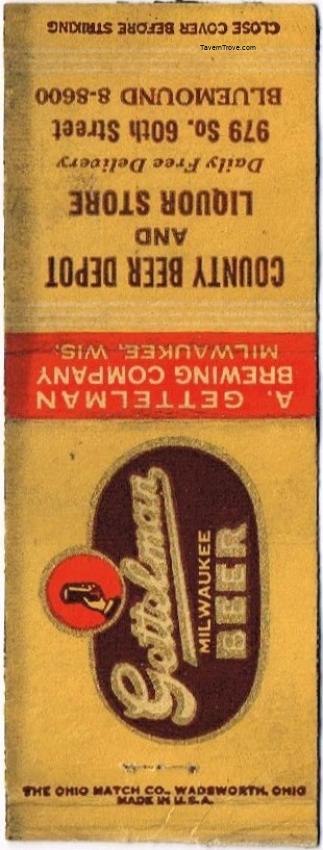 CLOSE COVER BEFORE STRIKING
TavernTrove.com
COUNTY BEER DEPOT
AND
LIQUOR STORE
Daily Free Delivery
979 So. 60th Street
BLUEMOUND 8-8600
A. GETTELMAN
BREWING COMPANY
MILWAUKEE, WIS.
Gettelman
MILWAUKEE
BEER
THE OHIO MATCH CO., WADSWORTH, OHIO
MADE IN U.S.A.